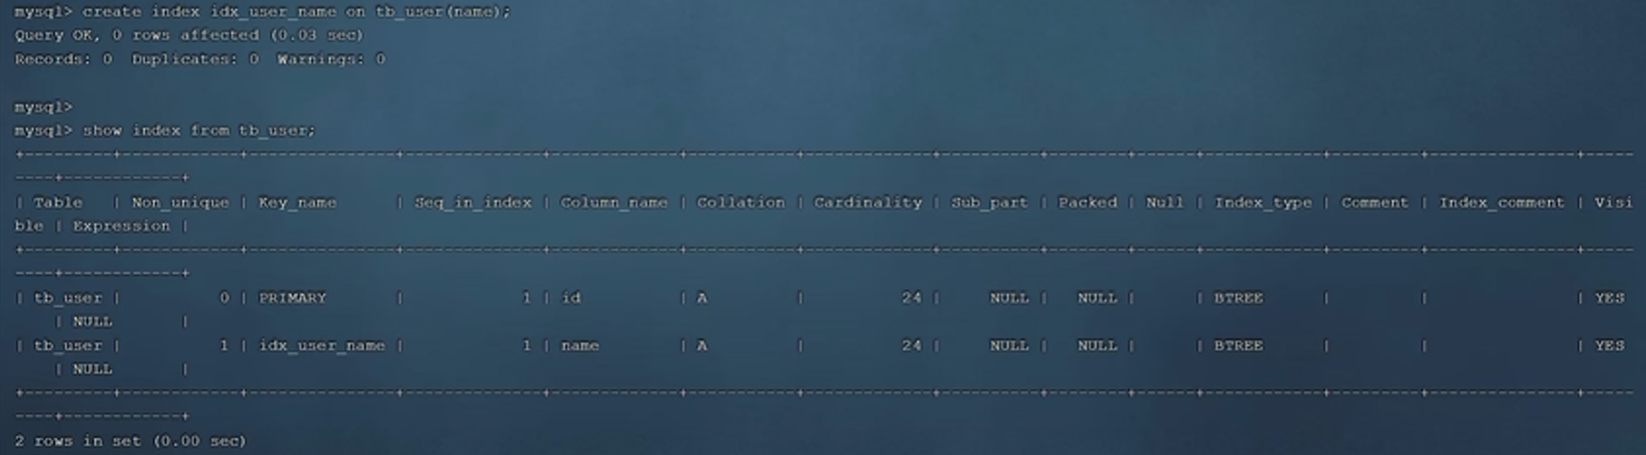 mysql> create index idx_user_name on tb_user(name);
Query OK, 0 rows affected (0.03 sec)
Records: 0  Duplicates: 0  Warnings: 0
mysql>
mysql> show index from tb_user;
+---------+------------+---------------+--------------+-------------+-----------+-------------+----------+--------+------+------------+---------+---------------+-----
----+------------+
| Table   | Non_unique | Key_name      | Seq_in_index | Column_name | Collation | Cardinality | Sub_part | Packed | Null | Index_type | Comment | Index_comment | Visi
ble | Expression |
+---------+------------+---------------+--------------+-------------+-----------+-------------+----------+--------+------+------------+---------+---------------+-----
----+------------+
| tb_user |          0 | PRIMARY       |            1 | id          | A         |          24 |     NULL |   NULL |      | BTREE      |         |               | YES
    | NULL       |
| tb_user |          1 | idx_user_name |            1 | name        | A         |          24 |     NULL |   NULL |      | BTREE      |         |               | YES
    | NULL       |
+---------+------------+---------------+--------------+-------------+-----------+-------------+----------+--------+------+------------+---------+---------------+-----
----+------------+
2 rows in set (0.00 sec)